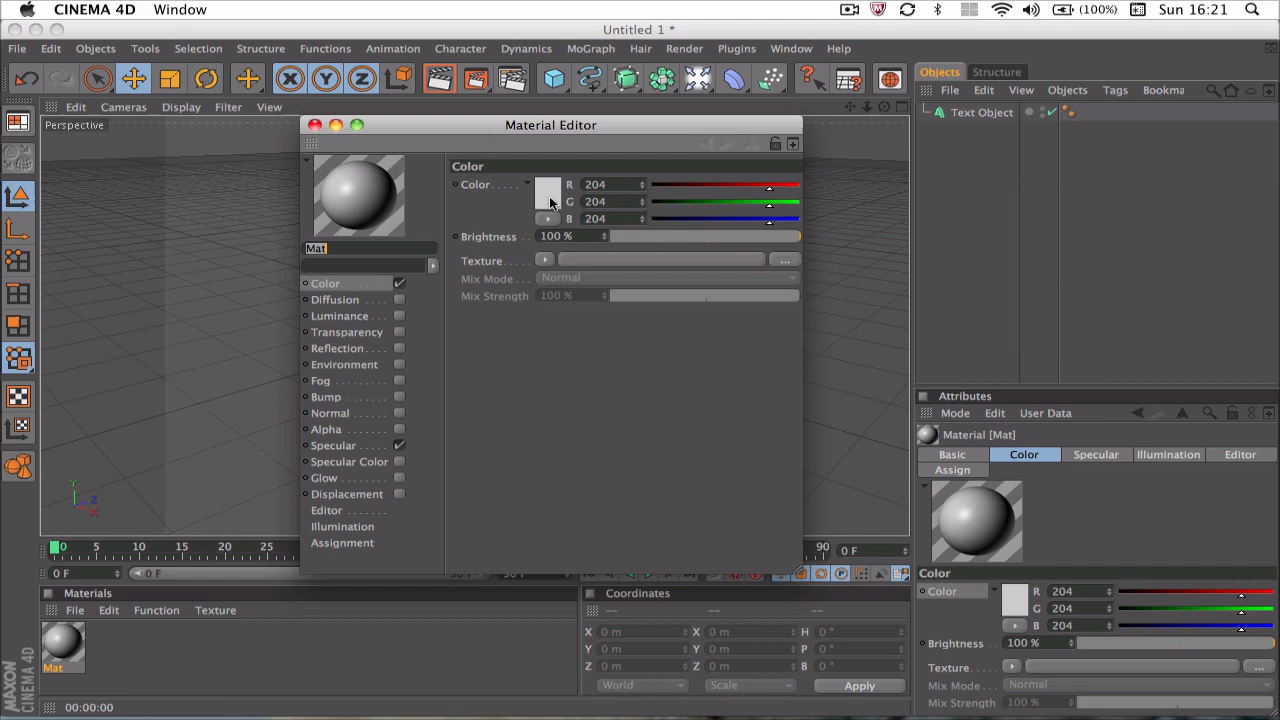 CINEMA 4D Window (100%) Sun 16:21
Untitled 1 *
File Edit Objects Tools Selection Structure Functions Animation Character Dynamics MoGraph Hair Render Plugins Window Help
X Y Z
Objects Structure
File Edit View Objects Tags Bookma
Text Object
Edit Cameras Display Filter View
Perspective
Material Editor
Color
Color R 204
G 204
B 204
Brightness 100 %
Texture ...
Mix Mode Normal
Mix Strength 100 %
Mat
Color
Diffusion
Luminance
Transparency
Reflection
Environment
Fog
Bump
Normal
Alpha
Specular
Specular Color
Glow
Displacement
Editor
Illumination
Assignment
Y
Z
X
0 5 10 15 20 25 90 0 F
0 F 0 F
P
Attributes
Mode Edit User Data
Material [Mat]
Basic Color Specular Illumination Editor
Assign
Color
Color R 204
G 204
B 204
Brightness 100 %
Texture ...
Mix Mode Normal
Mix Strength 100 %
Materials
File Edit Function Texture
Mat
Coordinates
-- -- --
X 0 m X 0 m H 0 °
Y 0 m Y 0 m P 0 °
Z 0 m Z 0 m B 0 °
World Scale Apply
MAXON
CINEMA 4D
00:00:00